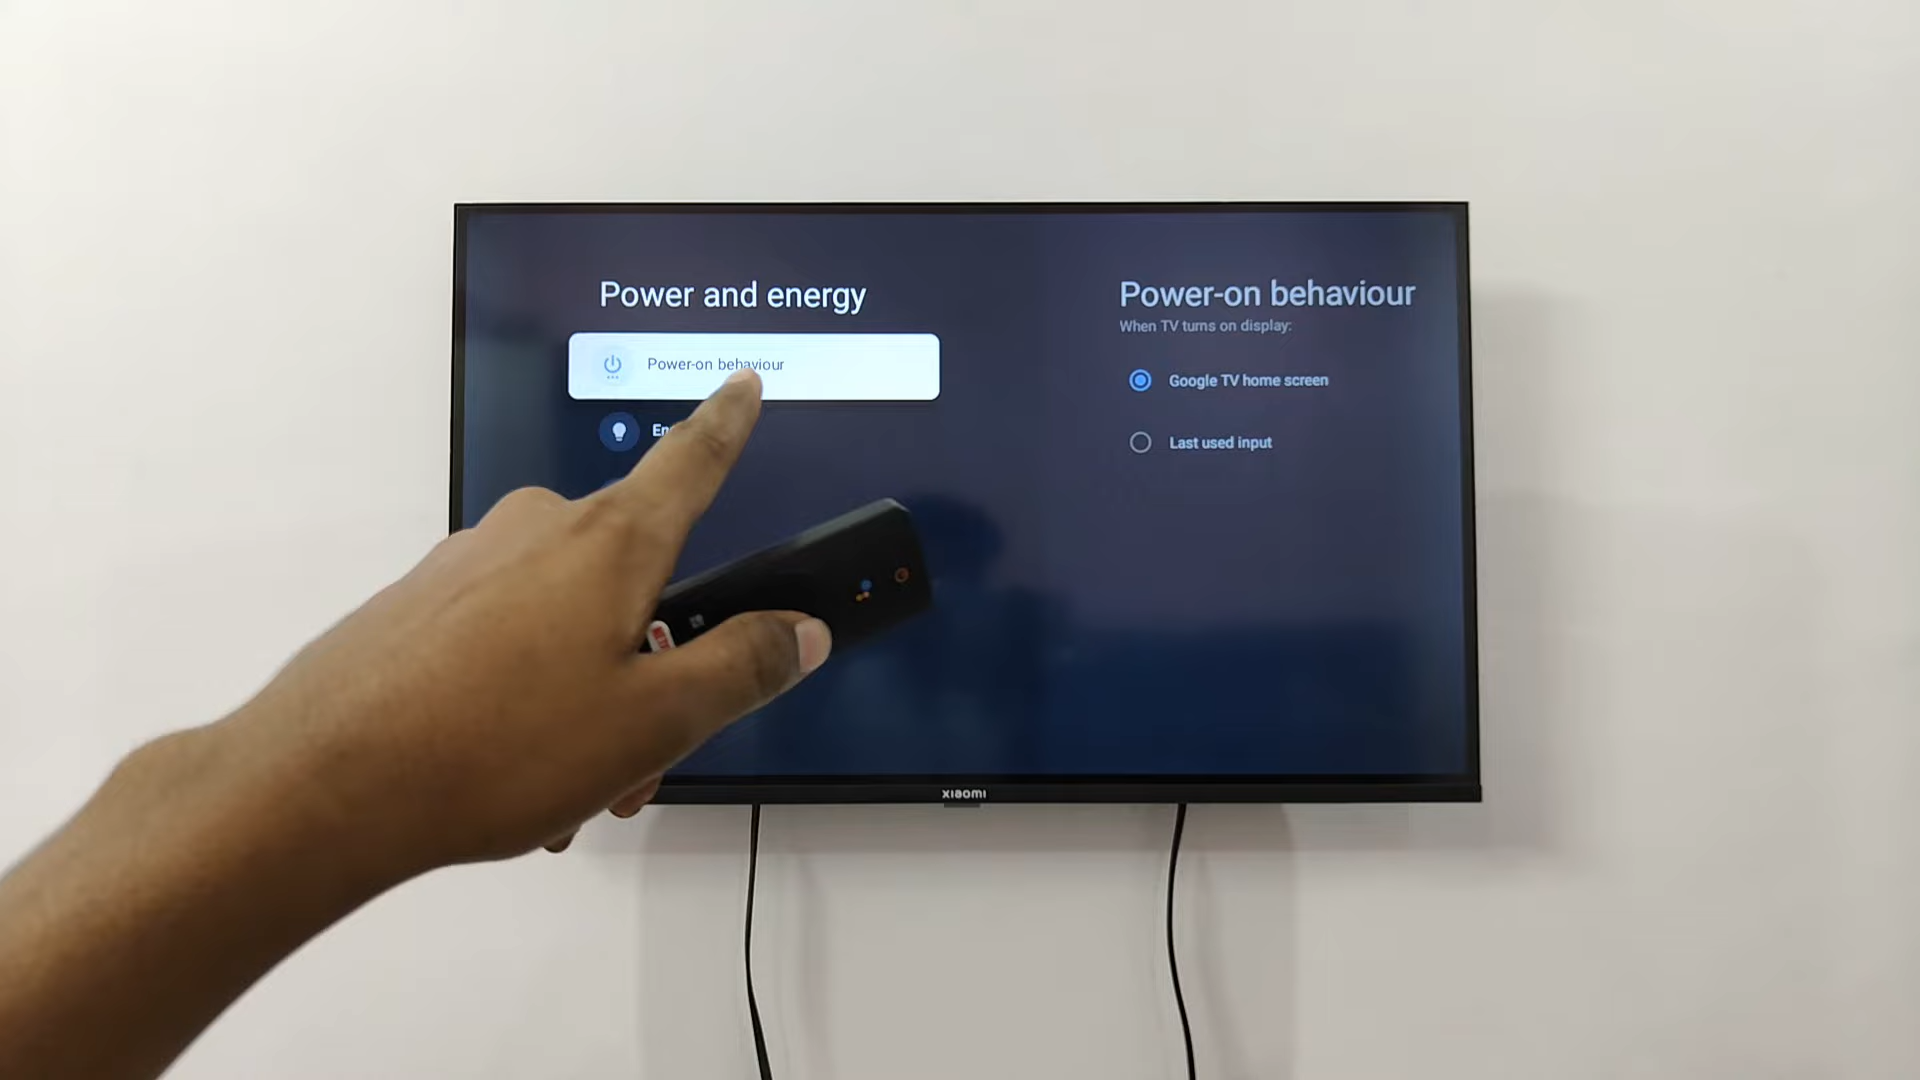 Power and energy
Power-on behaviour
Power-on behaviour
When TV turns on display:
Google TV home screen
Last used input
xiaomi